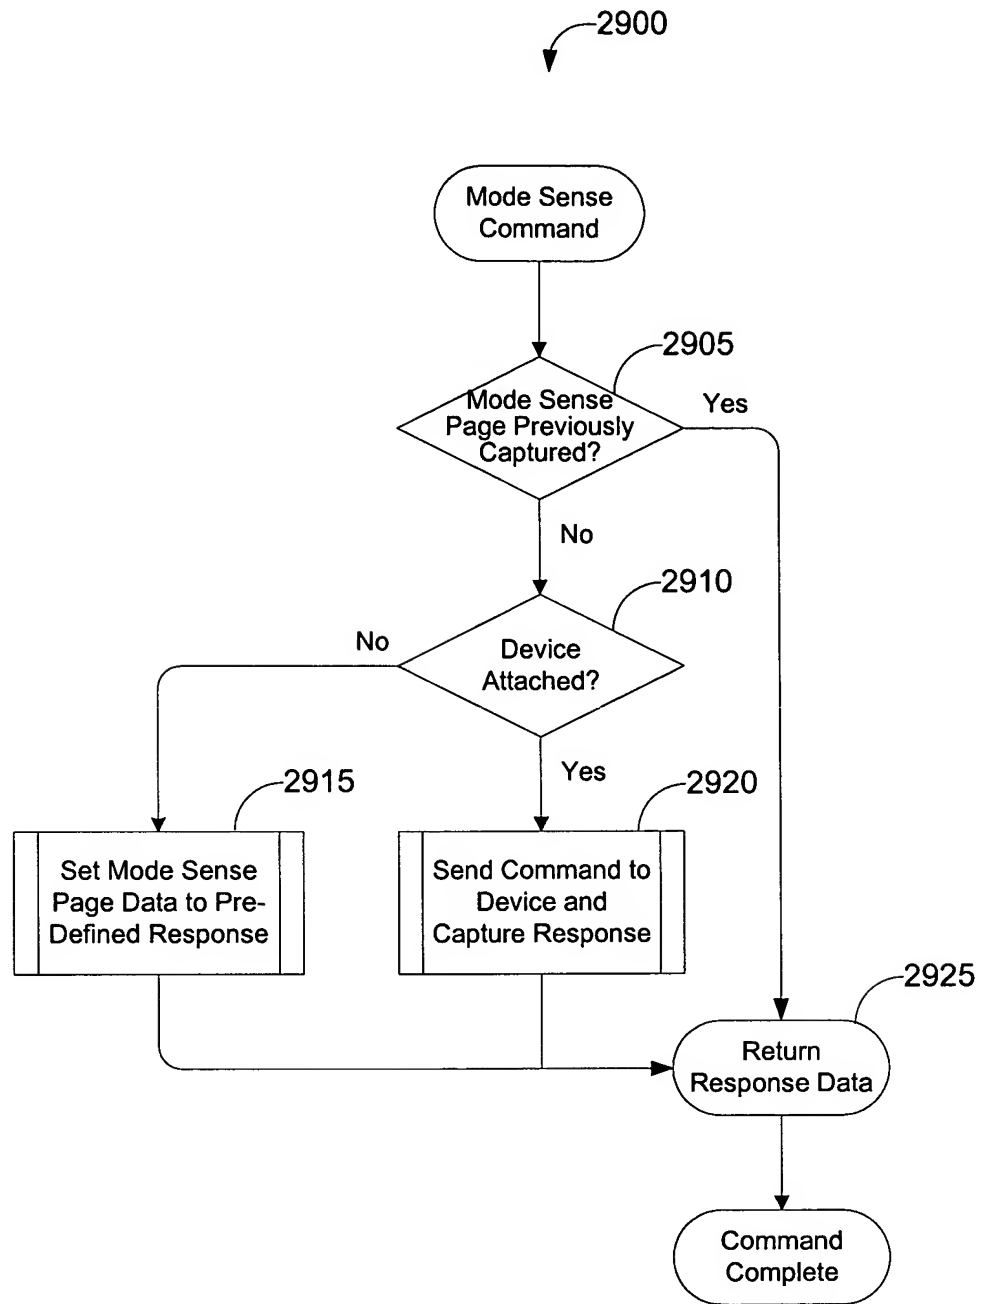 2900
Mode Sense
Command
2905
Mode Sense
Page Previously
Captured?
Yes
No
2910
Device
Attached?
No
Yes
2915
2920
Set Mode Sense
Page Data to Pre-
Defined Response
Send Command to
Device and
Capture Response
2925
Return
Response Data
Command
Complete